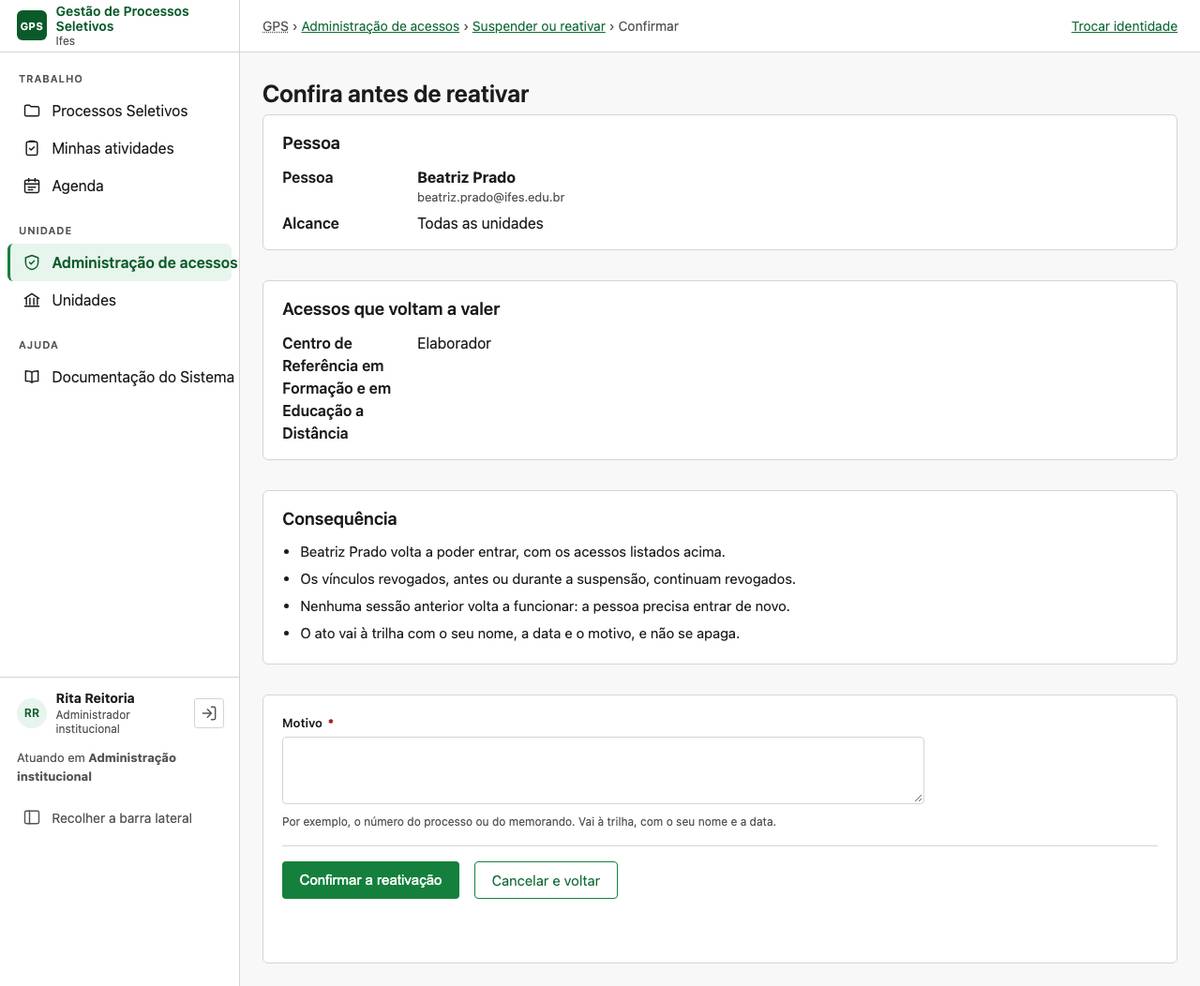 GPS
Gestão de Processos
Seletivos
Ifes
GPS › Administração de acessos › Suspender ou reativar › Confirmar
Trocar identidade
TRABALHO
Processos Seletivos
Minhas atividades
Agenda
UNIDADE
Administração de acessos
Unidades
AJUDA
Documentação do Sistema
RR
Rita Reitoria
Administrador
institucional
Atuando em Administração
institucional
Recolher a barra lateral
Confira antes de reativar
Pessoa
Pessoa
Beatriz Prado
beatriz.prado@ifes.edu.br
Alcance
Todas as unidades
Acessos que voltam a valer
Centro de
Referência em
Formação e em
Educação a
Distância
Elaborador
Consequência
• Beatriz Prado volta a poder entrar, com os acessos listados acima.
• Os vínculos revogados, antes ou durante a suspensão, continuam revogados.
• Nenhuma sessão anterior volta a funcionar: a pessoa precisa entrar de novo.
• O ato vai à trilha com o seu nome, a data e o motivo, e não se apaga.
Motivo *
Por exemplo, o número do processo ou do memorando. Vai à trilha, com o seu nome e a data.
Confirmar a reativação
Cancelar e voltar